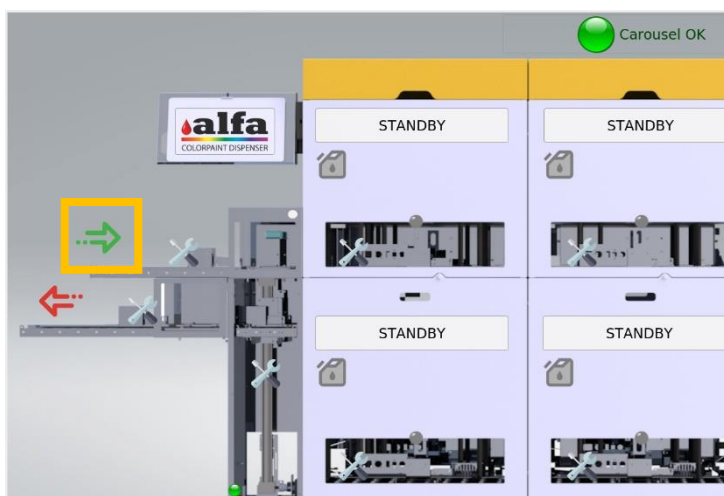 Carousel OK
alfa
COLORPAINT DISPENSER
STANDBY
STANDBY
STANDBY
STANDBY